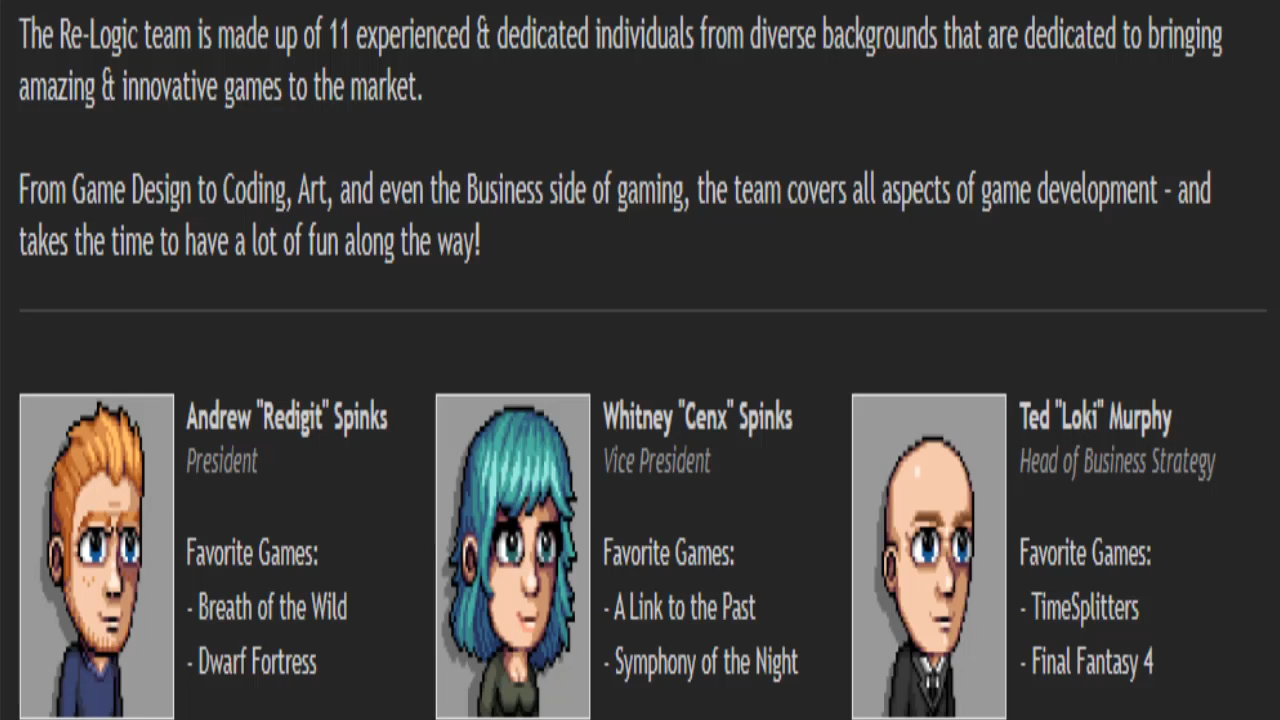 The Re-Logic team is made up of 11 experienced & dedicated individuals from diverse backgrounds that are dedicated to bringing
amazing & innovative games to the market.
From Game Design to Coding, Art, and even the Business side of gaming, the team covers all aspects of game development - and
takes the time to have a lot of fun along the way!
Andrew "Redigit" Spinks
President
Favorite Games:
- Breath of the Wild
- Dwarf Fortress
Whitney "Cenx" Spinks
Vice President
Favorite Games:
- A Link to the Past
- Symphony of the Night
Ted "Loki" Murphy
Head of Business Strategy
Favorite Games:
- TimeSplitters
- Final Fantasy 4